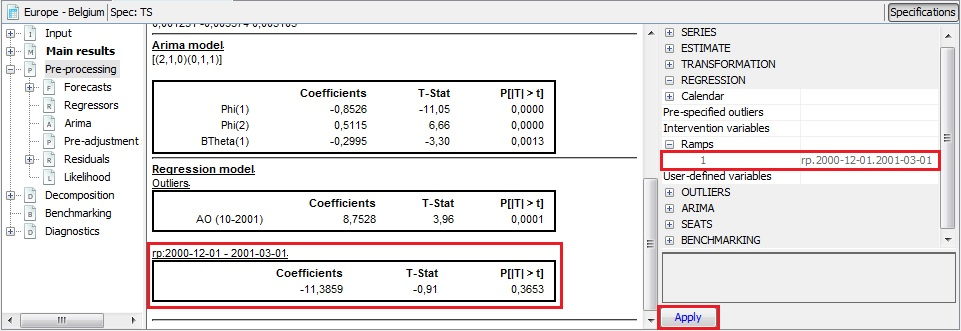 Europe - Belgium Spec: TS
Specifications
Input
Main results
Pre-processing
Forecasts
Regressors
Arima
Pre-adjustment
Residuals
Likelihood
Decomposition
Benchmarking
Diagnostics
Arima model
[(2,1,0)(0,1,1)]
Coefficients T-Stat P[|T| > t]
Phi(1) -0,8526 -11,05 0,0000
Phi(2) 0,5115 6,66 0,0000
BTheta(1) -0,2995 -3,30 0,0013
Regression model
Outliers
Coefficients T-Stat P[|T| > t]
AO (10-2001) 8,7528 3,96 0,0001
rp:2000-12-01 - 2001-03-01
Coefficients T-Stat P[|T| > t]
-11,3859 -0,91 0,3653
SERIES
ESTIMATE
TRANSFORMATION
REGRESSION
Calendar
Pre-specified outliers
Intervention variables
Ramps
1 rp.2000-12-01.2001-03-01
User-defined variables
OUTLIERS
ARIMA
SEATS
BENCHMARKING
Apply